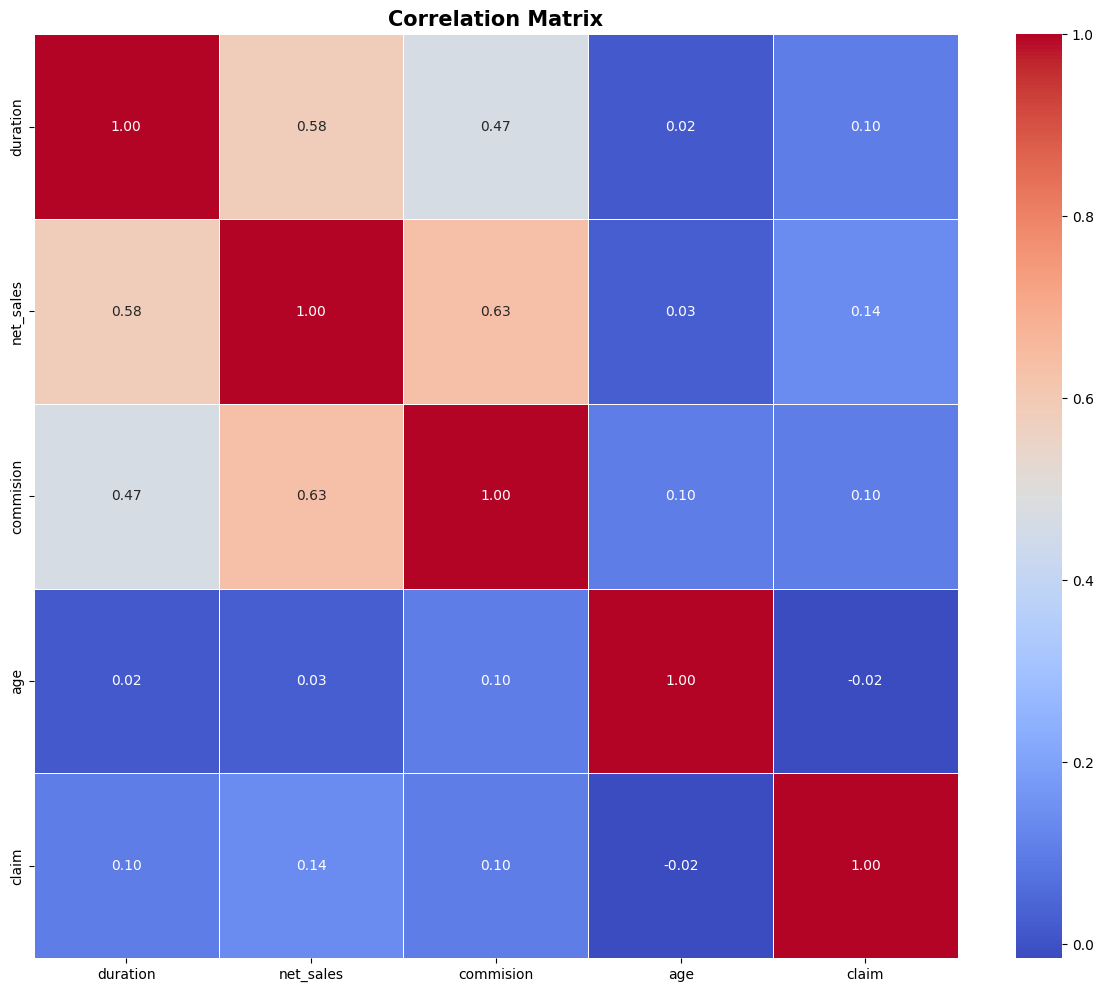 Correlation Matrix
duration 1.00 0.58 0.47 0.02 0.10
net_sales 0.58 1.00 0.63 0.03 0.14
commision 0.47 0.63 1.00 0.10 0.10
age 0.02 0.03 0.10 1.00 -0.02
claim 0.10 0.14 0.10 -0.02 1.00
duration net_sales commision age claim
1.0
0.8
0.6
0.4
0.2
0.0